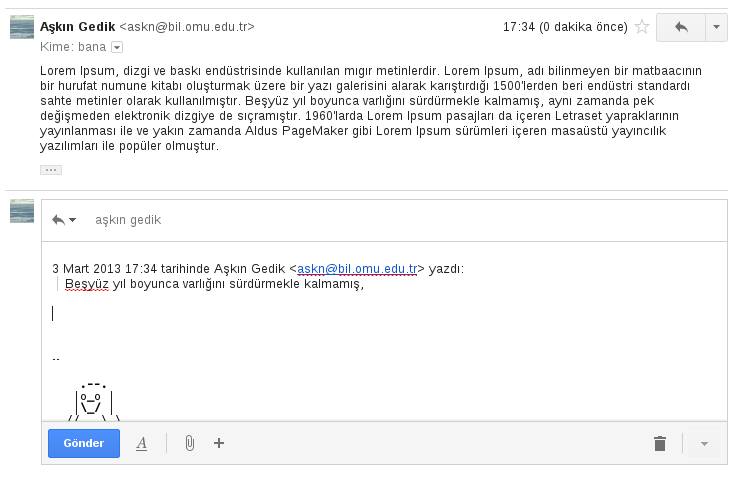 Aşkın Gedik <askn@bil.omu.edu.tr> 17:34 (0 dakika önce)
Kime: bana
Lorem Ipsum, dizgi ve baskı endüstrisinde kullanılan mıgır metinlerdir. Lorem Ipsum, adı bilinmeyen bir matbaacının
bir hurufat numune kitabı oluşturmak üzere bir yazı galerisini alarak karıştırdığı 1500'lerden beri endüstri standardı
sahte metinler olarak kullanılmıştır. Beşyüz yıl boyunca varlığını sürdürmekle kalmamış, aynı zamanda pek
değişmeden elektronik dizgiye de sıçramıştır. 1960'larda Lorem Ipsum pasajları da içeren Letraset yapraklarının
yayınlanması ile ve yakın zamanda Aldus PageMaker gibi Lorem Ipsum sürümleri içeren masaüstü yayıncılık
yazılımları ile popüler olmuştur.
...
aşkın gedik
3 Mart 2013 17:34 tarihinde Aşkın Gedik <askn@bil.omu.edu.tr> yazdı:
Beşyüz yıl boyunca varlığını sürdürmekle kalmamış,
--
.--.
|o_o |
|\_/ |
//   \ \
Gönder A